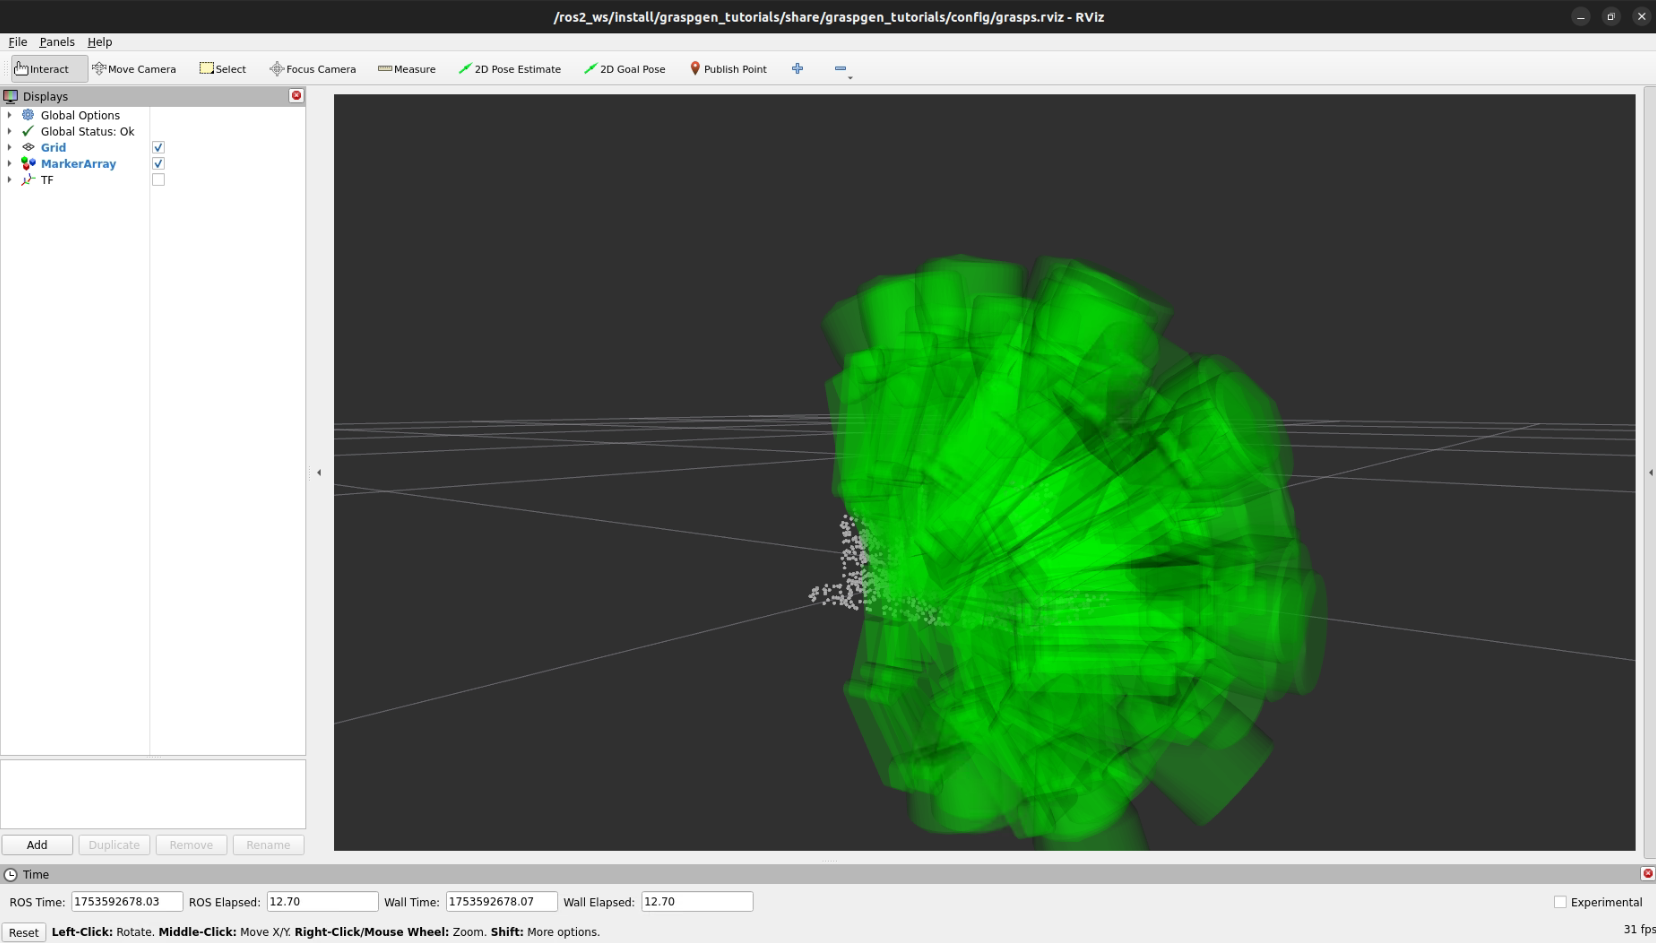 /ros2_ws/install/graspgen_tutorials/share/graspgen_tutorials/config/grasps.rviz - RViz
File Panels Help
Interact Move Camera Select Focus Camera Measure 2D Pose Estimate 2D Goal Pose Publish Point
Displays
Global Options
Global Status: Ok
Grid
MarkerArray
TF
Add Duplicate Remove Rename
Time
ROS Time: 1753592678.03 ROS Elapsed: 12.70 Wall Time: 1753592678.07 Wall Elapsed: 12.70 Experimental
Reset Left-Click: Rotate. Middle-Click: Move X/Y. Right-Click/Mouse Wheel: Zoom. Shift: More options. 31 fps